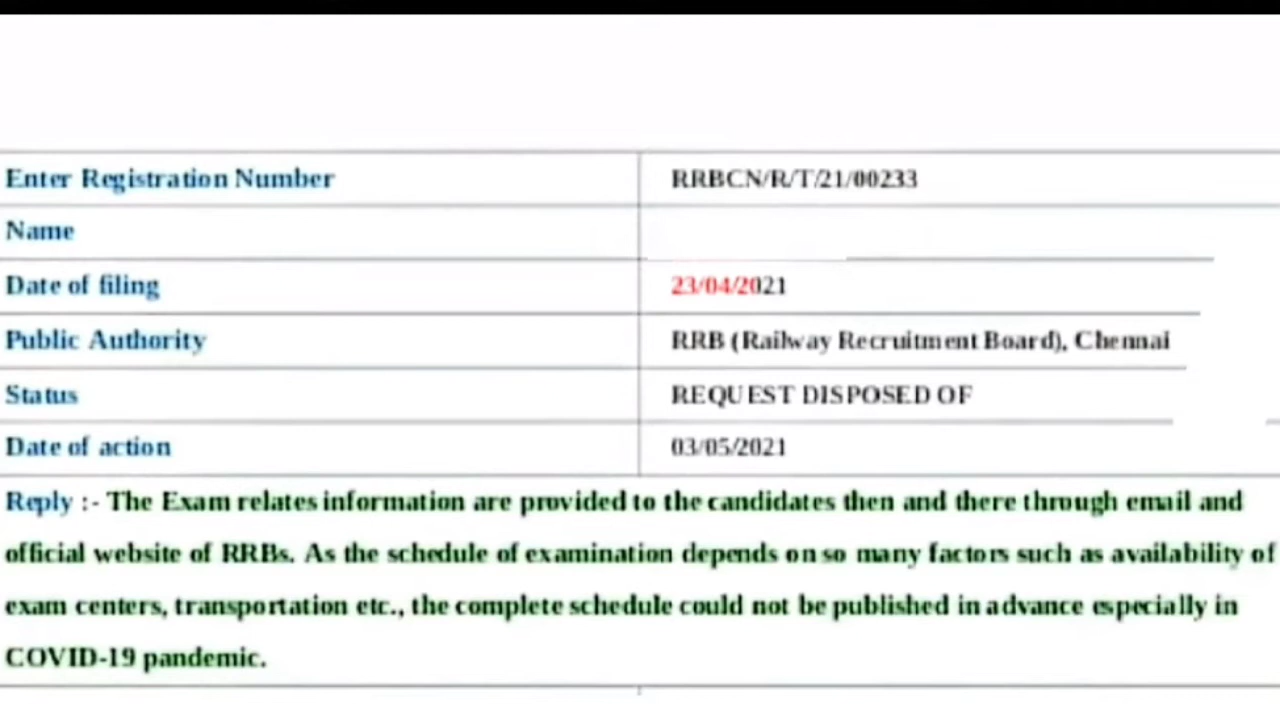 Enter Registration Number RRBCN/R/T/21/00233
Name
Date of filing 23/04/2021
Public Authority RRB (Railway Recruitment Board), Chennai
Status REQUEST DISPOSED OF
Date of action 03/05/2021
Reply :- The Exam relates information are provided to the candidates then and there through email and
official website of RRBs. As the schedule of examination depends on so many factors such as availability of
exam centers, transportation etc., the complete schedule could not be published in advance especially in
COVID-19 pandemic.